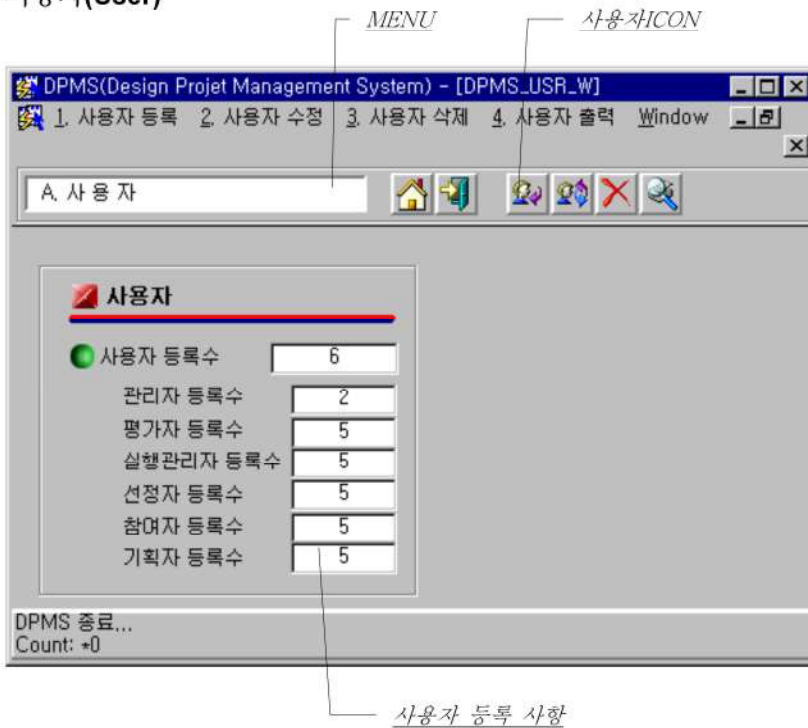 (User)
MENU
사용자ICON
DPMS(Design Projet Management System) - [DPMS_USR_W]
1. 사용자 등록 2. 사용자 수정 3. 사용자 삭제 4. 사용자 출력 Window
A. 사 용 자
사용자
사용자 등록수 6
관리자 등록수 2
평가자 등록수 5
실행관리자 등록수 5
선정자 등록수 5
참여자 등록수 5
기획자 등록수 5
DPMS 종료...
Count: *0
사용자 등록 사항